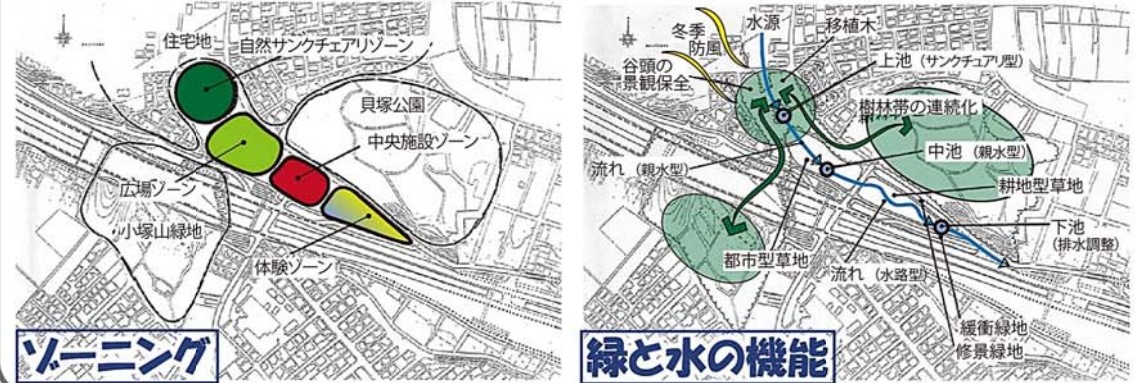 住宅地
自然サンクチェアリゾーン
貝塚公園
中央施設ゾーン
広場ゾーン
小塚山緑地
体験ゾーン
ゾーニング
冬季
防風
水源
移植木
谷頭の
景観保全
上池（サンクチュアリ型）
樹林帯の連続化
中池（親水型）
流れ（親水型）
耕地型草地
下池
（排水調整）
都市型草地
流れ（水路型）
緩衝緑地
修景緑地
緑と水の機能